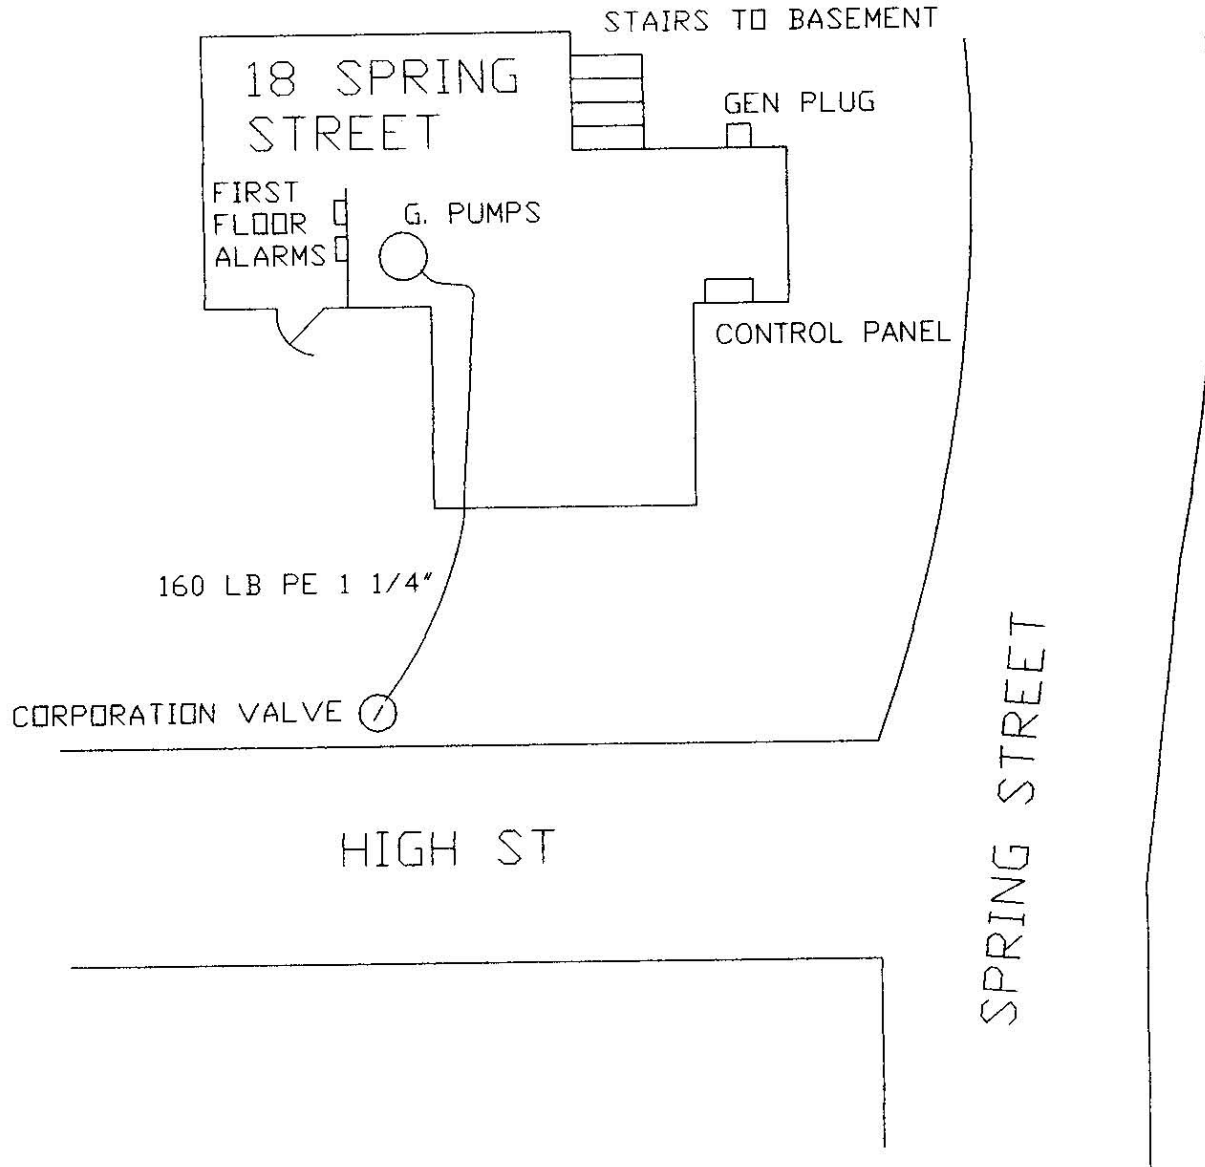 STAIRS TO BASEMENT
18 SPRING
STREET
GEN PLUG
FIRST
FLOOR
ALARMS
G. PUMPS
CONTROL PANEL
160 LB PE 1 1/4"
CORPORATION VALVE
HIGH ST
SPRING STREET